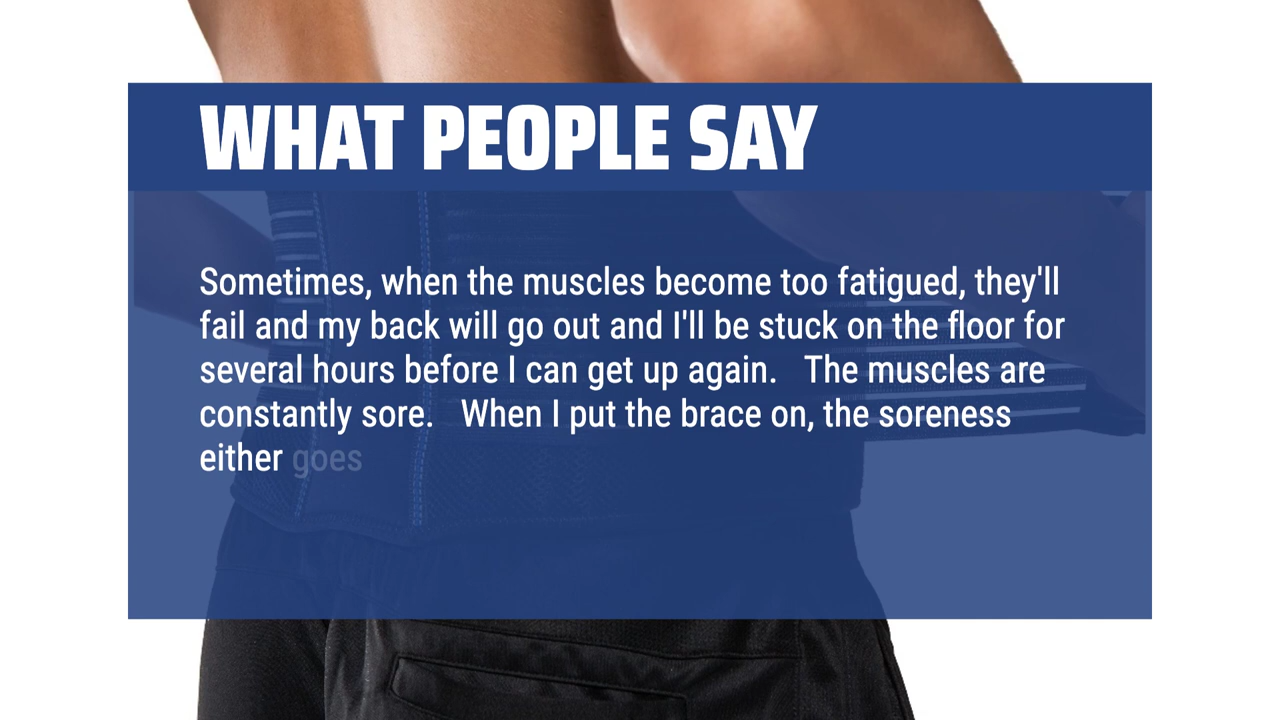 WHAT PEOPLE SAY
Sometimes, when the muscles become too fatigued, they'll
fail and my back will go out and I'll be stuck on the floor for
several hours before I can get up again.   The muscles are
constantly sore.   When I put the brace on, the soreness
either goes